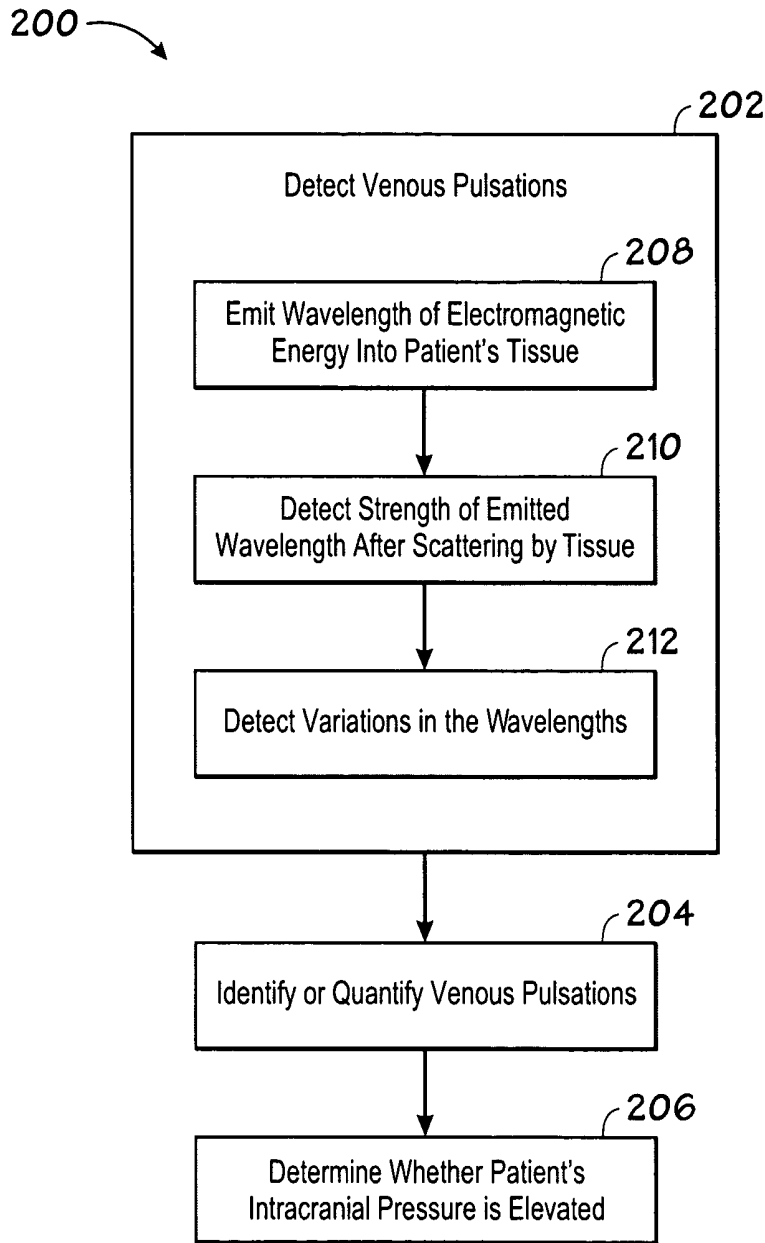 200
202
Detect Venous Pulsations
208
Emit Wavelength of Electromagnetic
Energy Into Patient's Tissue
210
Detect Strength of Emitted
Wavelength After Scattering by Tissue
212
Detect Variations in the Wavelengths
204
Identify or Quantify Venous Pulsations
206
Determine Whether Patient's
Intracranial Pressure is Elevated